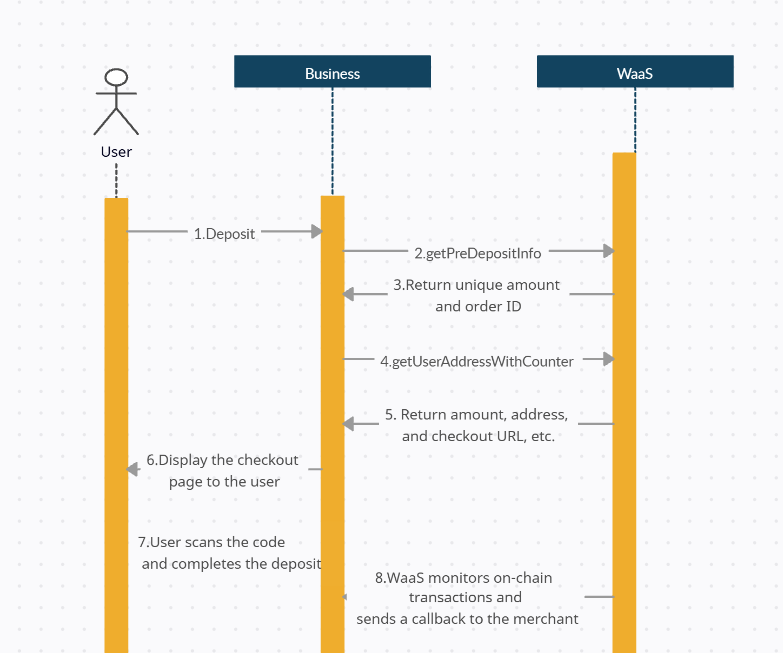 Business
WaaS
User
1.Deposit
2.getPreDepositInfo
3.Return unique amount
and order ID
4.getUserAddressWithCounter
5. Return amount, address,
and checkout URL, etc.
6.Display the checkout
page to the user
7.User scans the code
and completes the deposit
8.WaaS monitors on-chain
transactions and
sends a callback to the merchant